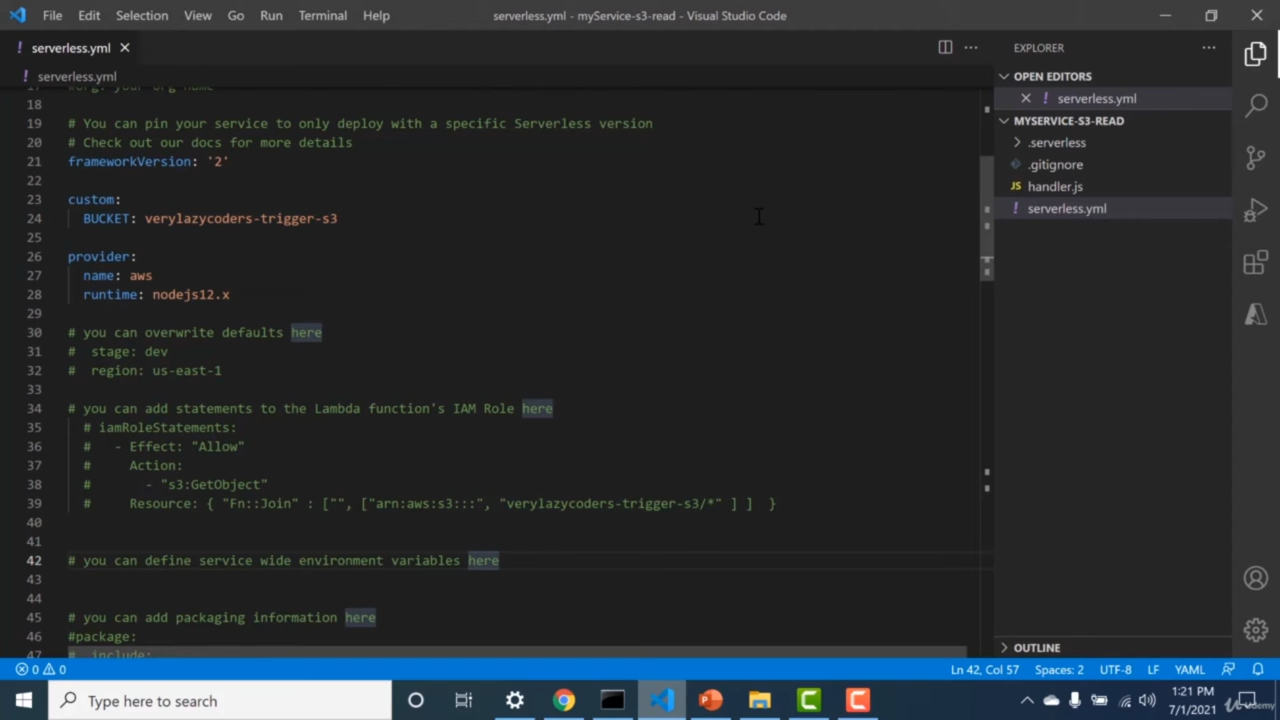 File Edit Selection View Go Run Terminal Help
serverless.yml - myService-s3-read - Visual Studio Code
! serverless.yml
! serverless.yml
17 #org: your-org-name
18
19 # You can pin your service to only deploy with a specific Serverless version
20 # Check out our docs for more details
21 frameworkVersion: '2'
22
23 custom:
24 BUCKET: verylazycoders-trigger-s3
25
26 provider:
27 name: aws
28 runtime: nodejs12.x
29
30 # you can overwrite defaults here
31 # stage: dev
32 # region: us-east-1
33
34 # you can add statements to the Lambda function's IAM Role here
35 # iamRoleStatements:
36 # - Effect: "Allow"
37 # Action:
38 # - "s3:GetObject"
39 # Resource: { "Fn::Join" : ["", ["arn:aws:s3:::", "verylazycoders-trigger-s3/*" ] ] }
40
41
42 # you can define service wide environment variables here
43
44
45 # you can add packaging information here
46 #package:
47 # include:
EXPLORER
OPEN EDITORS
! serverless.yml
MYSERVICE-S3-READ
.serverless
.gitignore
JS handler.js
! serverless.yml
OUTLINE
0 0
Ln 42, Col 57 Spaces: 2 UTF-8 LF YAML
Type here to search
1:21 PM
7/1/2021
Udemy